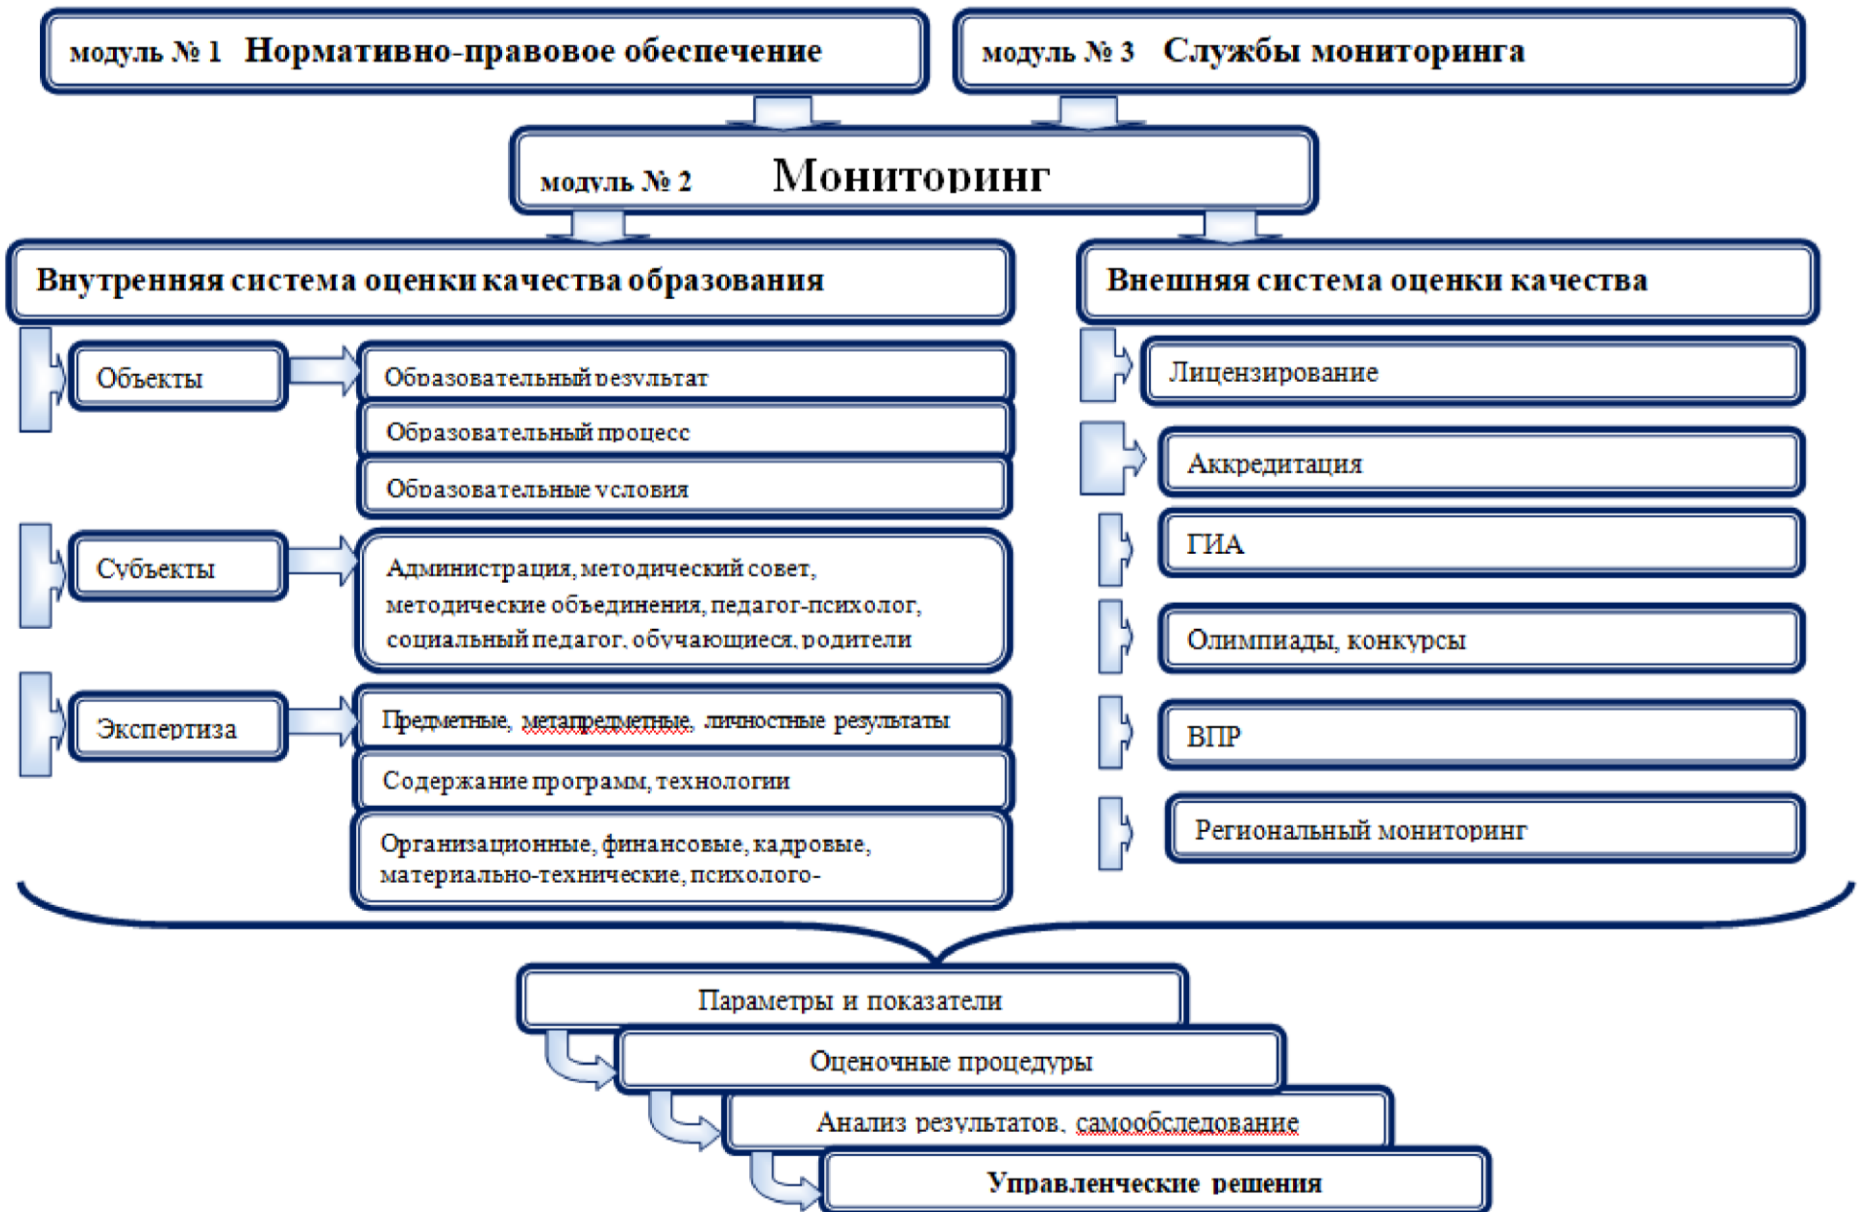 модуль № 1 Нормативно-правовое обеспечение
модуль № 3 Службы мониторинга
модуль № 2 Мониторинг
Внутренняя система оценки качества образования
Объекты
Образовательный результат
Образовательный процесс
Образовательные условия
Субъекты
Администрация, методический совет,
методические объединения, педагог-психолог,
социальный педагог, обучающиеся, родители
Экспертиза
Предметные, метапредметные, личностные результаты
Содержание программ, технологии
Организационные, финансовые, кадровые,
материально-технические, психолого-
Внешняя система оценки качества
Лицензирование
Аккредитация
ГИА
Олимпиады, конкурсы
ВПР
Региональный мониторинг
Параметры и показатели
Оценочные процедуры
Анализ результатов, самообследование
Управленческие решения